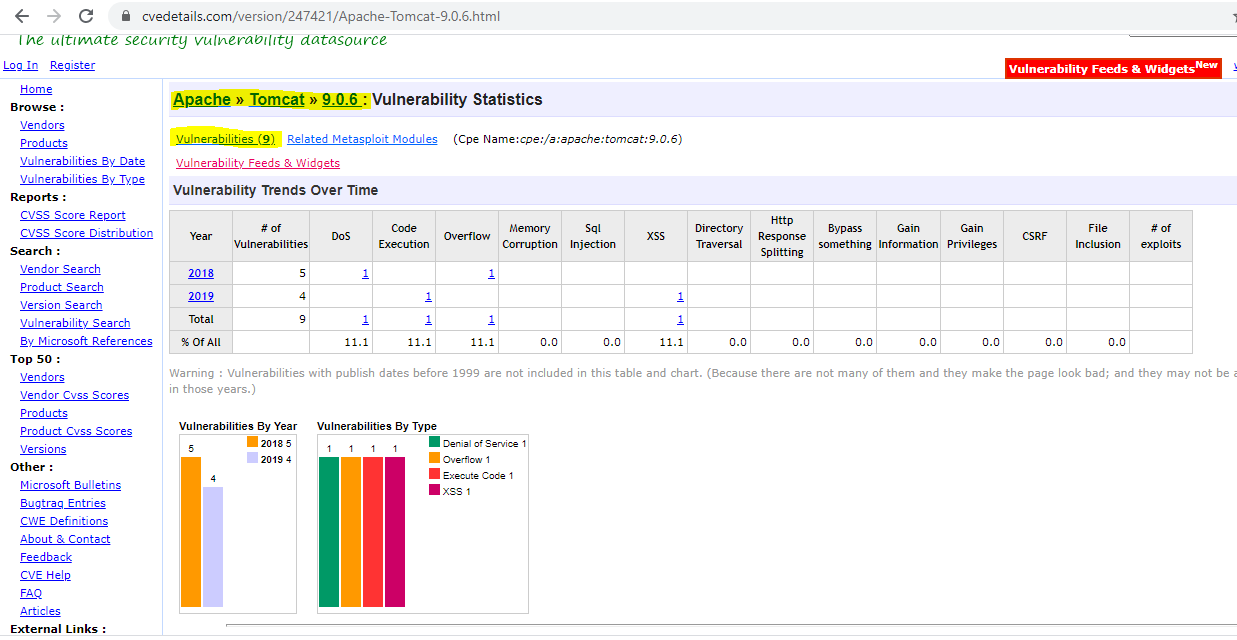 cvedetails.com/version/247421/Apache-Tomcat-9.0.6.html
The ultimate security vulnerability datasource
Log In Register
Vulnerability Feeds & Widgets New
Home
Browse :
Vendors
Products
Vulnerabilities By Date
Vulnerabilities By Type
Reports :
CVSS Score Report
CVSS Score Distribution
Search :
Vendor Search
Product Search
Version Search
Vulnerability Search
By Microsoft References
Top 50 :
Vendors
Vendor Cvss Scores
Products
Product Cvss Scores
Versions
Other :
Microsoft Bulletins
Bugtraq Entries
CWE Definitions
About & Contact
Feedback
CVE Help
FAQ
Articles
External Links :
Apache » Tomcat » 9.0.6 : Vulnerability Statistics
Vulnerabilities (9) Related Metasploit Modules (Cpe Name:cpe:/a:apache:tomcat:9.0.6)
Vulnerability Feeds & Widgets
Vulnerability Trends Over Time
Year # of Vulnerabilities DoS Code Execution Overflow Memory Corruption Sql Injection XSS Directory Traversal Http Response Splitting Bypass something Gain Information Gain Privileges CSRF File Inclusion # of exploits
2018 5 1 1
2019 4 1 1
Total 9 1 1 1 1
% Of All 11.1 11.1 11.1 0.0 0.0 11.1 0.0 0.0 0.0 0.0 0.0 0.0 0.0
Warning : Vulnerabilities with publish dates before 1999 are not included in this table and chart. (Because there are not many of them and they make the page look bad; and they may not be
in those years.)
Vulnerabilities By Year
5
4
2018 5
2019 4
Vulnerabilities By Type
1 1 1 1
Denial of Service 1
Overflow 1
Execute Code 1
XSS 1